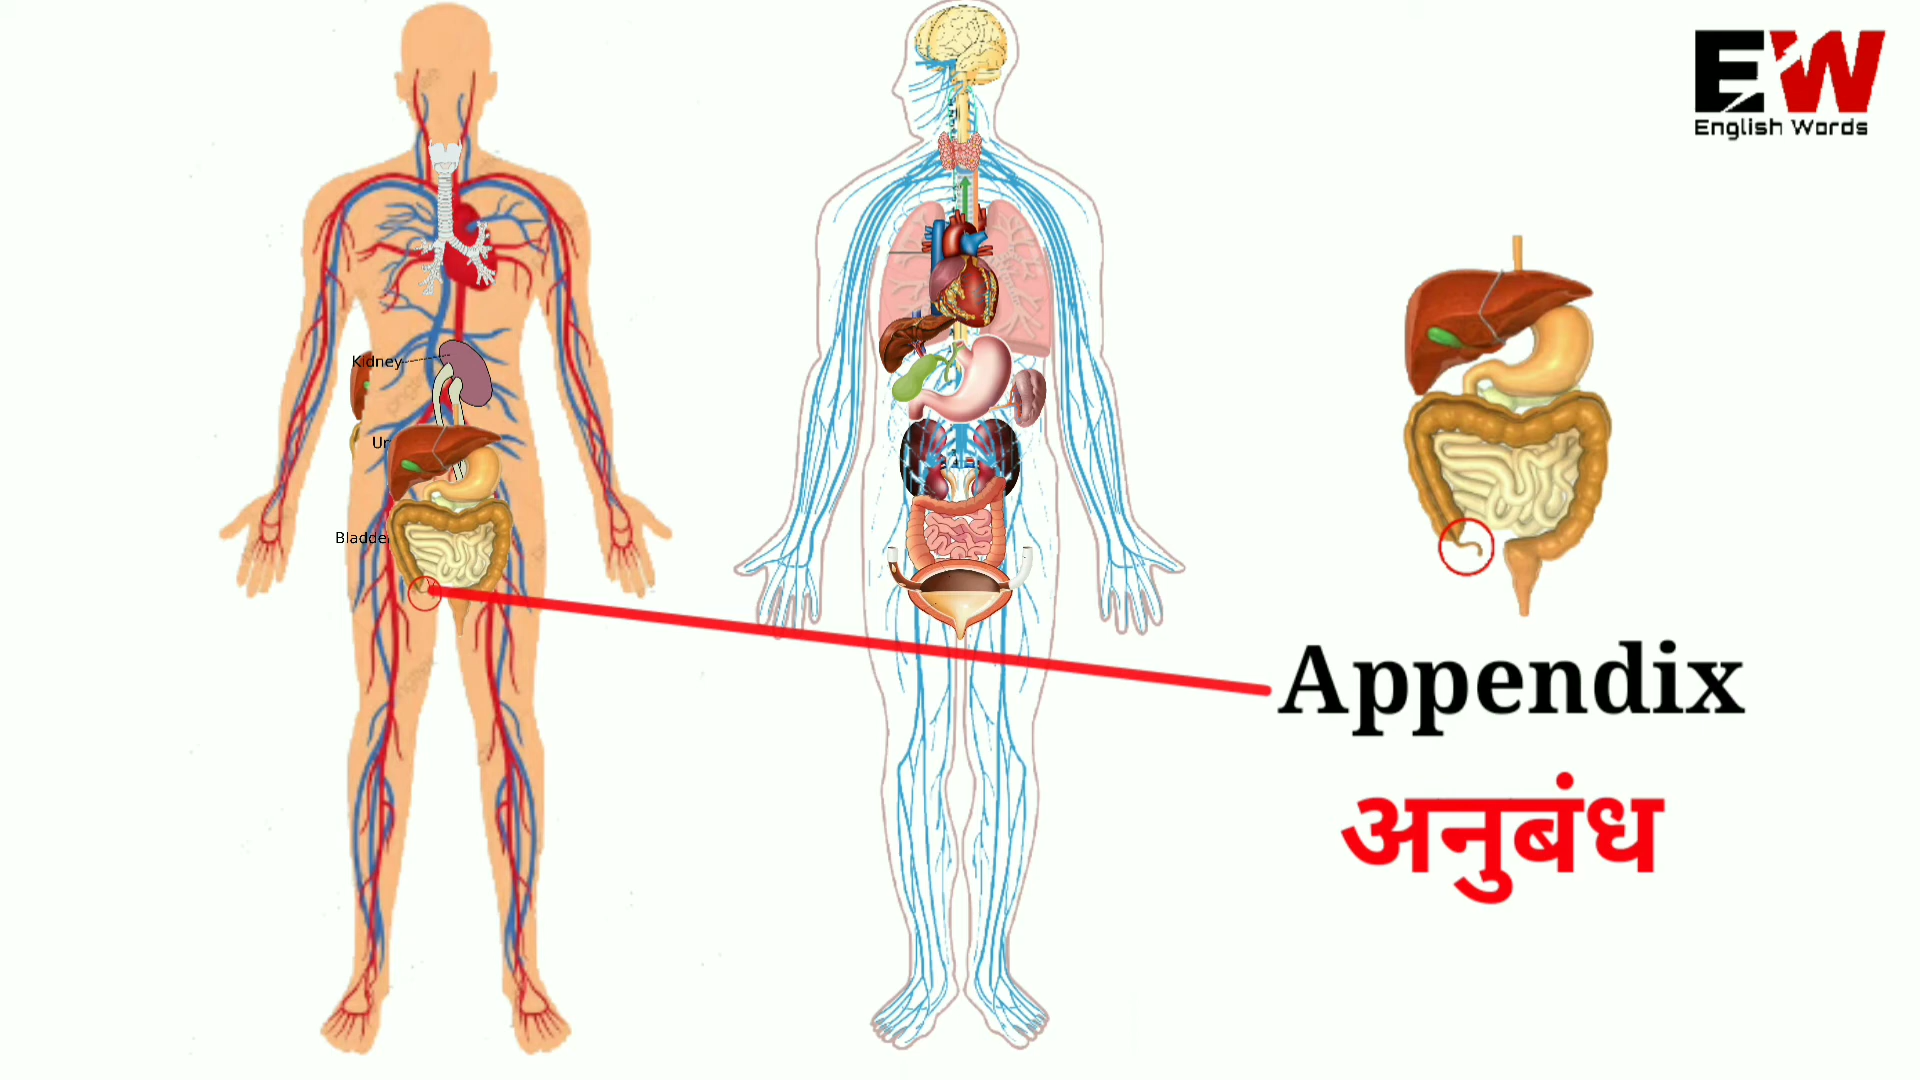 EW
English Words
Kidney
Ur
Bladde
Appendix
अनुबंध